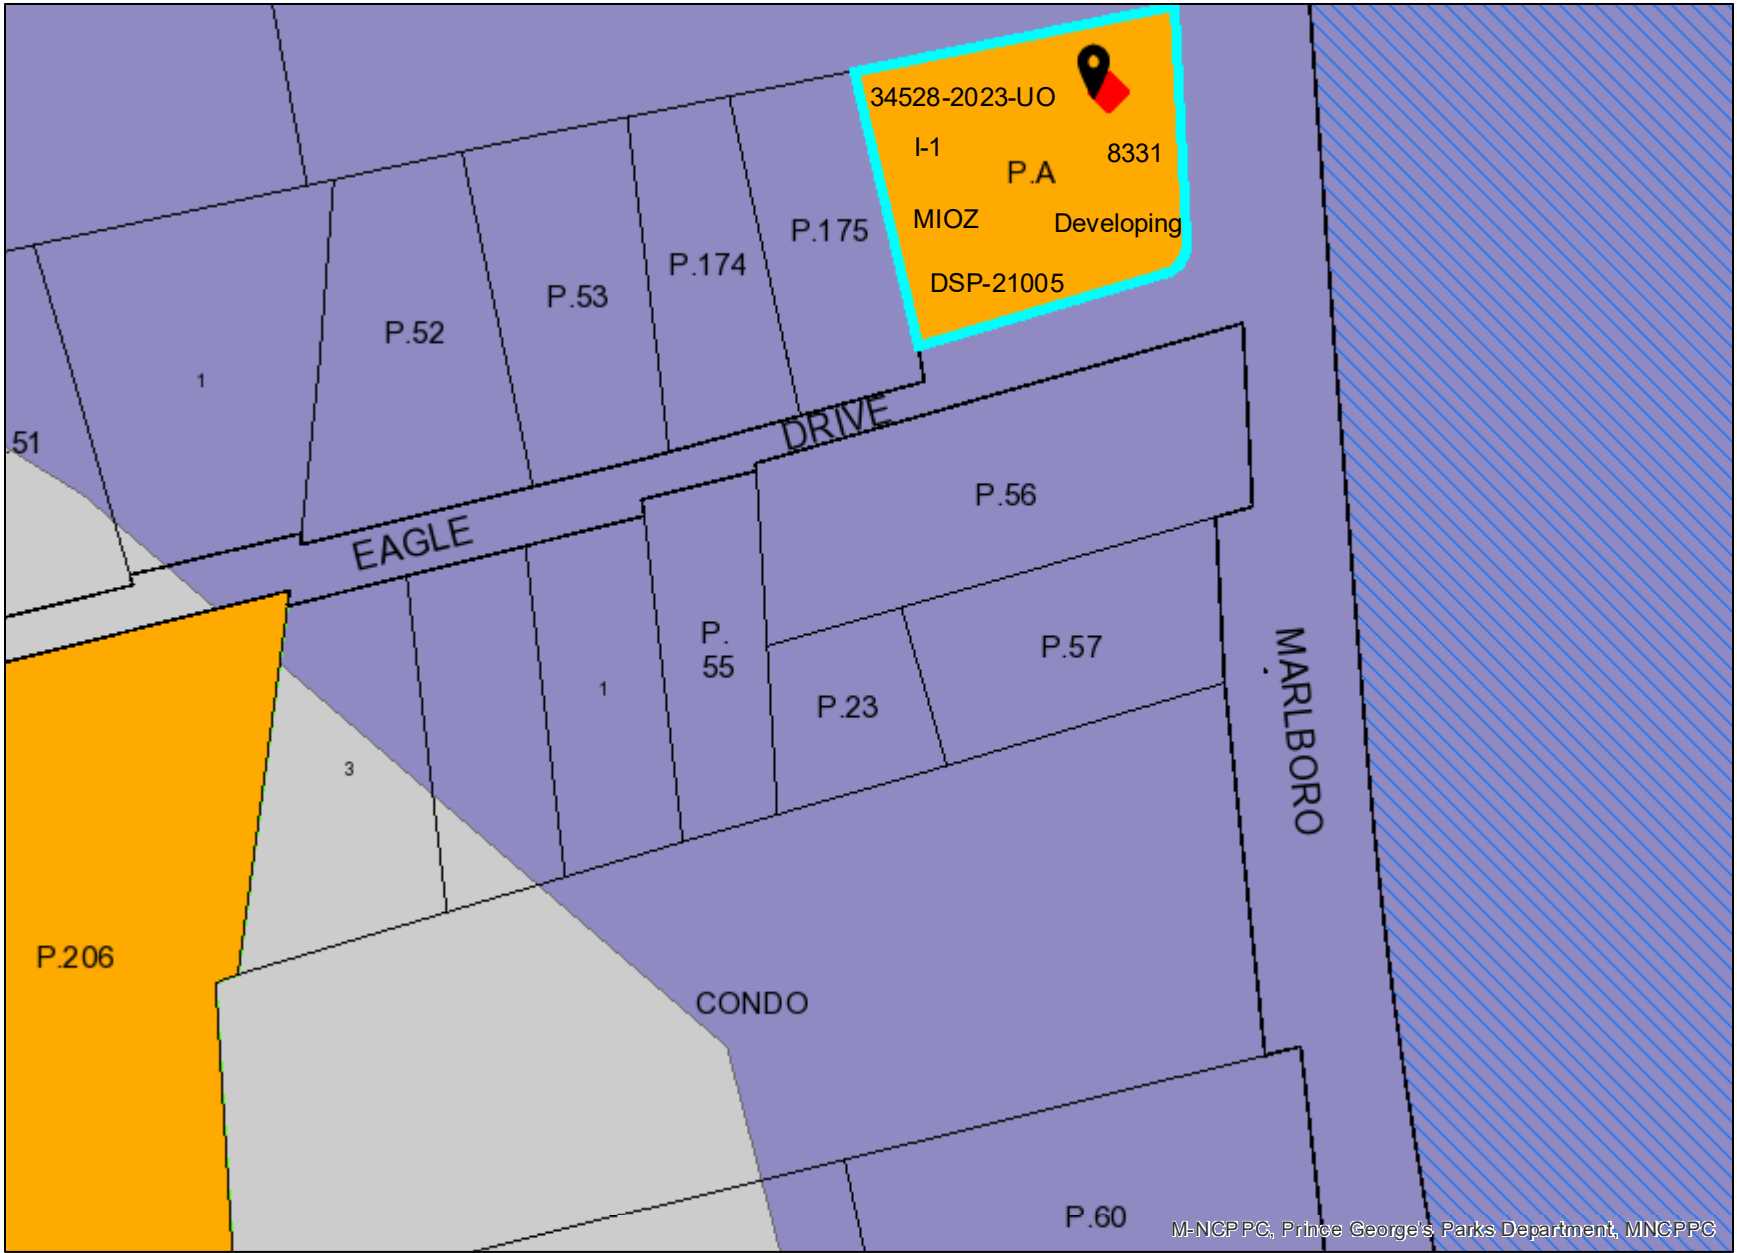 34528-2023-UO
I-1
8331
P.A
MIOZ
Developing
DSP-21005
P.175
P.174
P.53
P.52
1
.51
DRIVE
EAGLE
P.56
P.
55
1
P.57
P.23
MARLBORO
3
P.206
CONDO
P.60
M-NCPPC, Prince George's Parks Department, MNCPPC